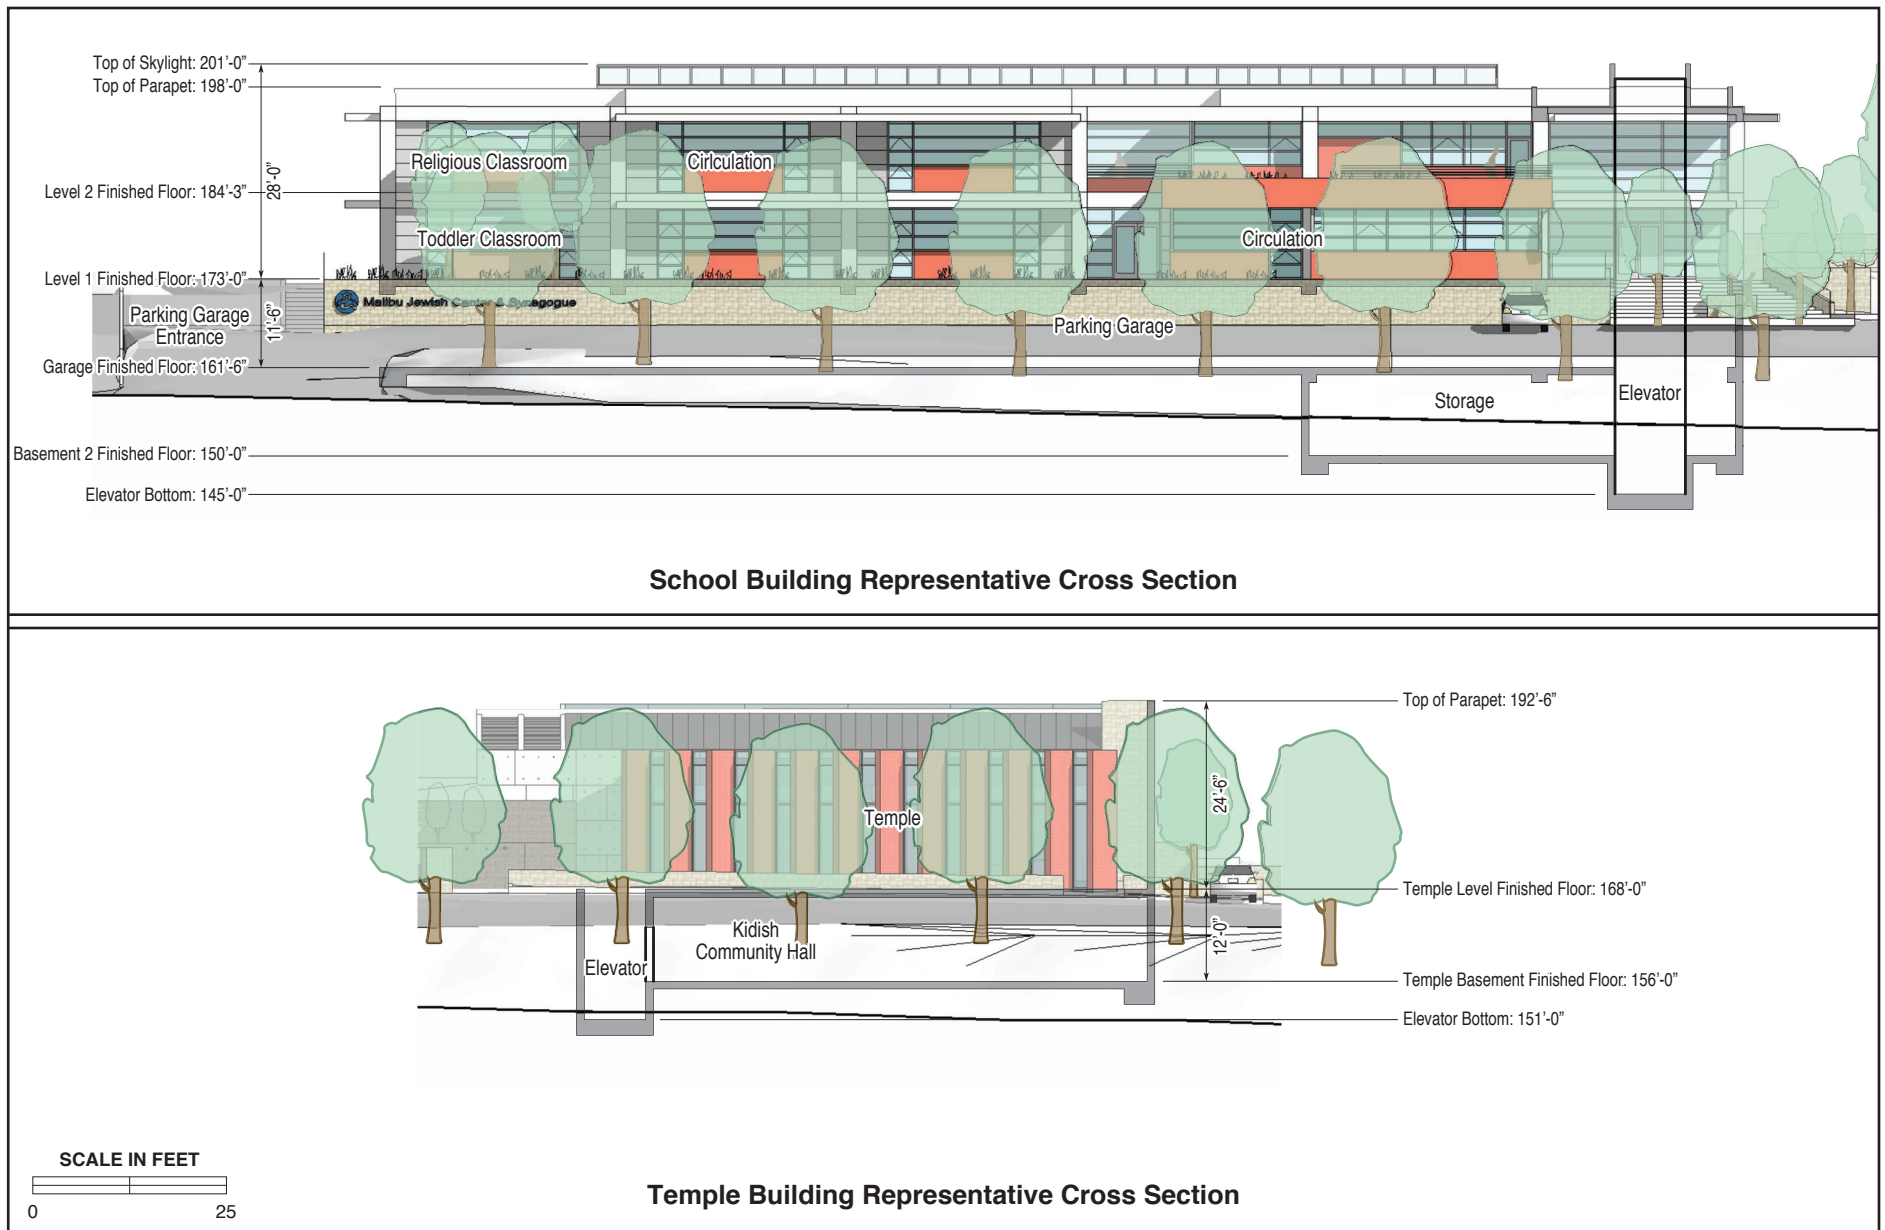 Top of Skylight: 201’-0”
Top of Parapet: 198’-0”
28’-0”
Religious Classroom
Cirlculation
Level 2 Finished Floor: 184’-3”
Toddler Classroom
Circulation
Level 1 Finished Floor: 173’-0”
Malibu Jewish Center & Synagogue
Parking Garage
Entrance
11’-6”
Parking Garage
Garage Finished Floor: 161’-6”
Storage
Elevator
Basement 2 Finished Floor: 150’-0”
Elevator Bottom: 145’-0”
School Building Representative Cross Section
Top of Parapet: 192’-6”
24’-6”
Temple
Temple Level Finished Floor: 168’-0”
Kidish
Community Hall
12’-0”
Elevator
Temple Basement Finished Floor: 156’-0”
Elevator Bottom: 151’-0”
SCALE IN FEET
0 25
Temple Building Representative Cross Section